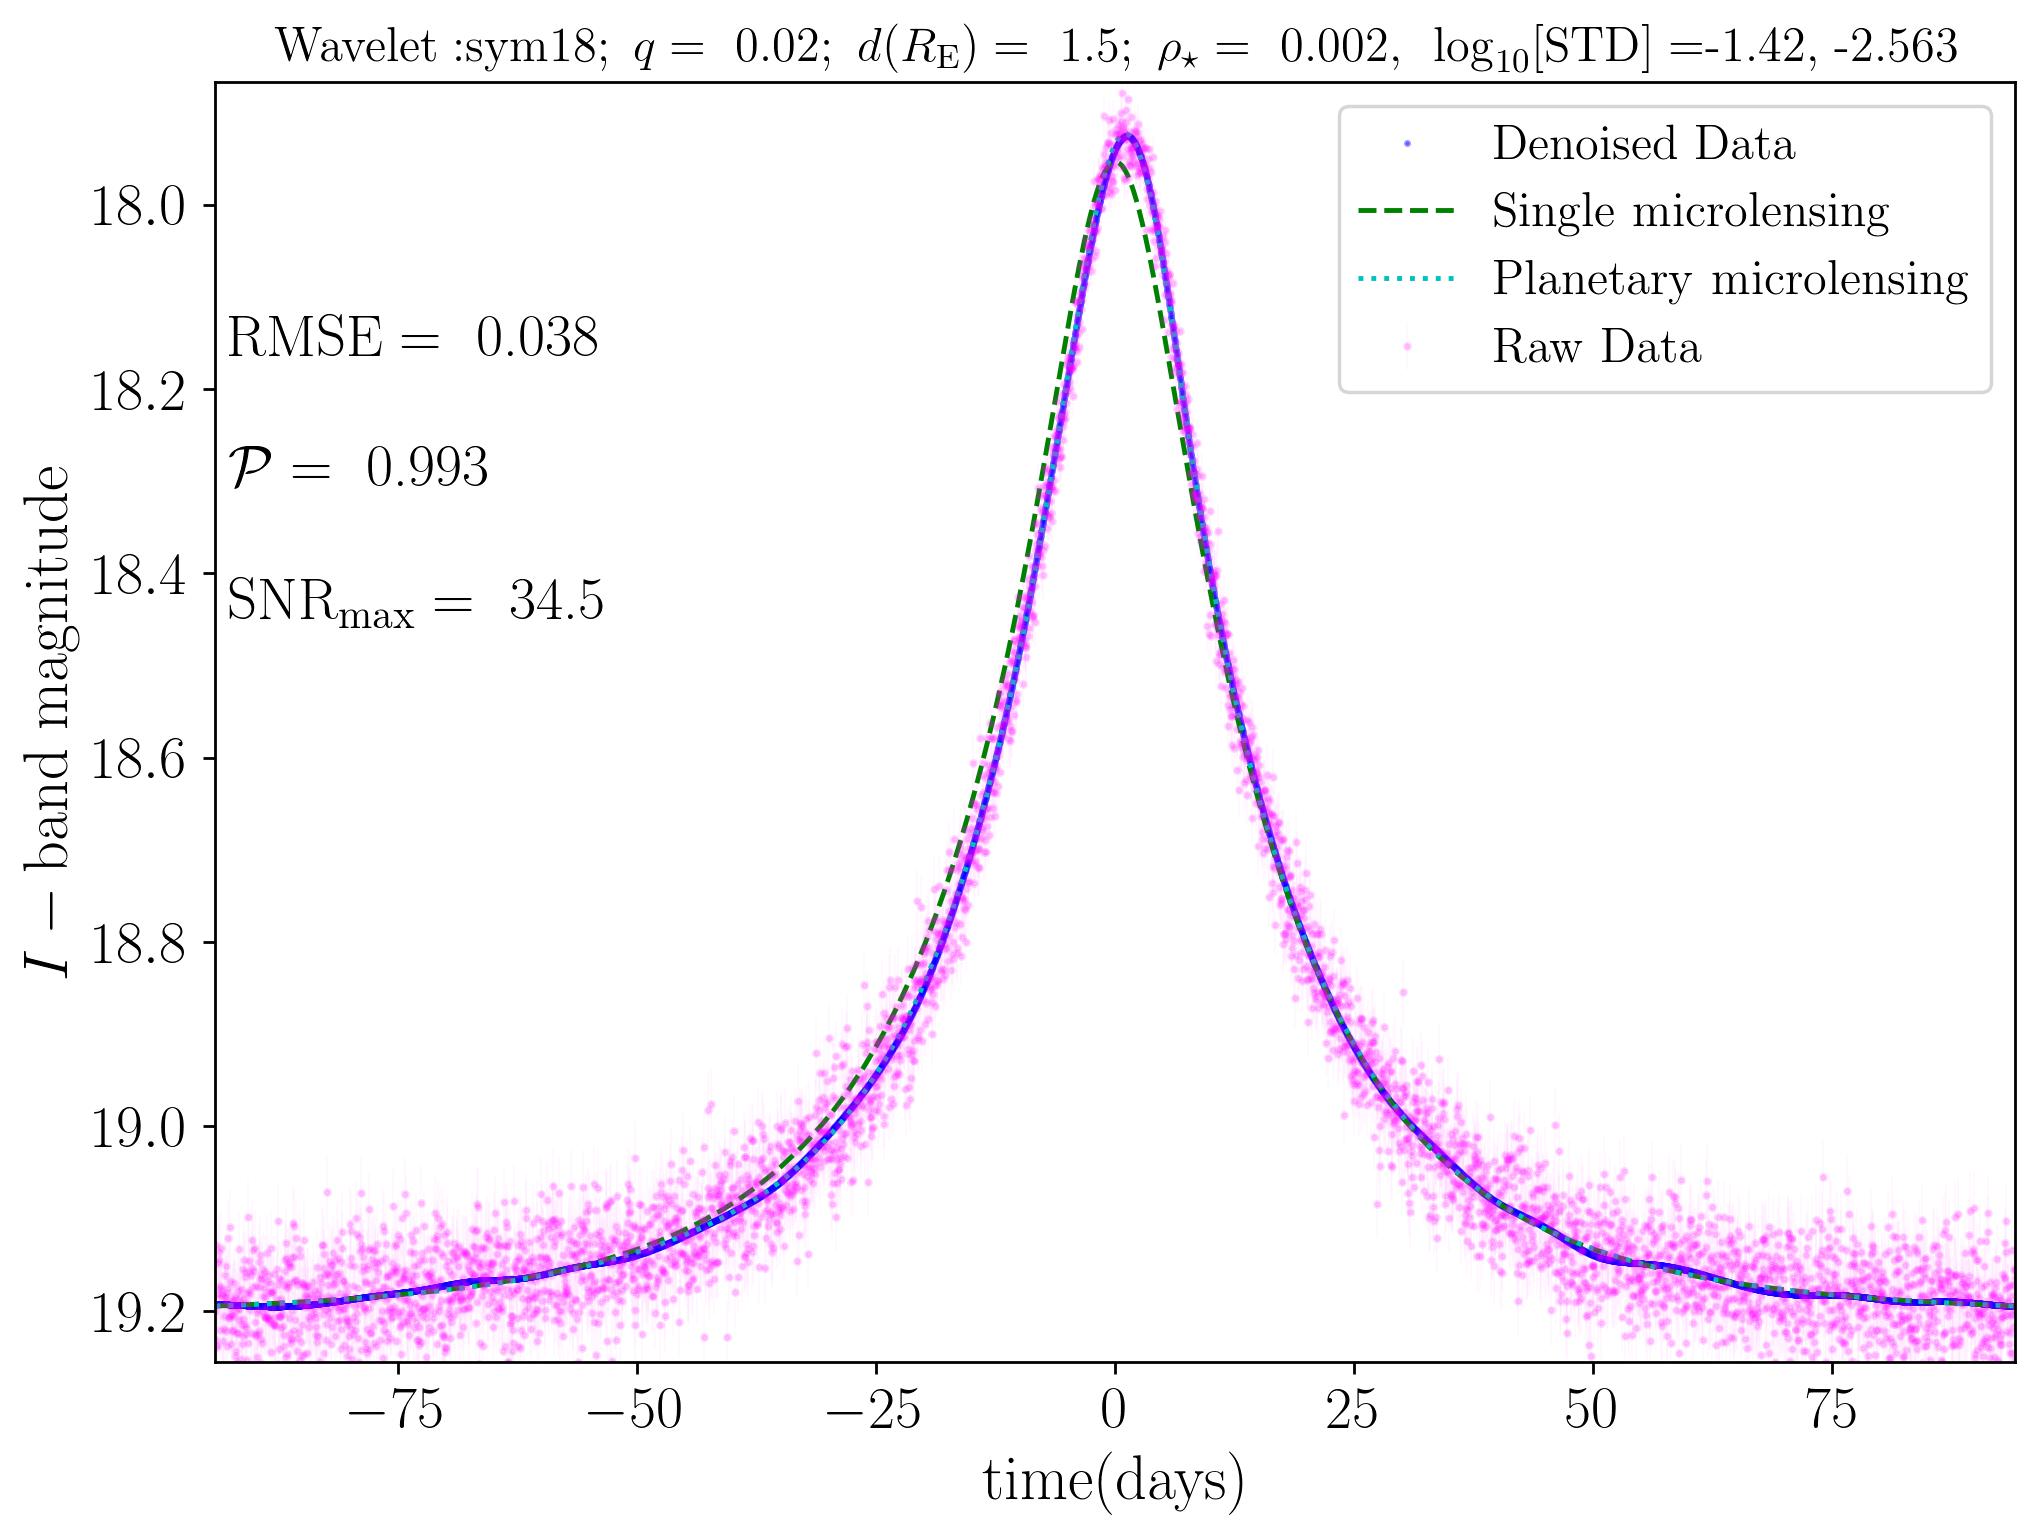 Wavelet :sym18; q = 0.02; d(R_E) = 1.5; ρ⋆ = 0.002, log₁₀[STD] =-1.42, -2.563
Denoised Data
Single microlensing
Planetary microlensing
Raw Data
RMSE = 0.038
𝒫 = 0.993
SNR_max = 34.5
I − band magnitude
18.0
18.2
18.4
18.6
18.8
19.0
19.2
−75 −50 −25 0 25 50 75
time(days)